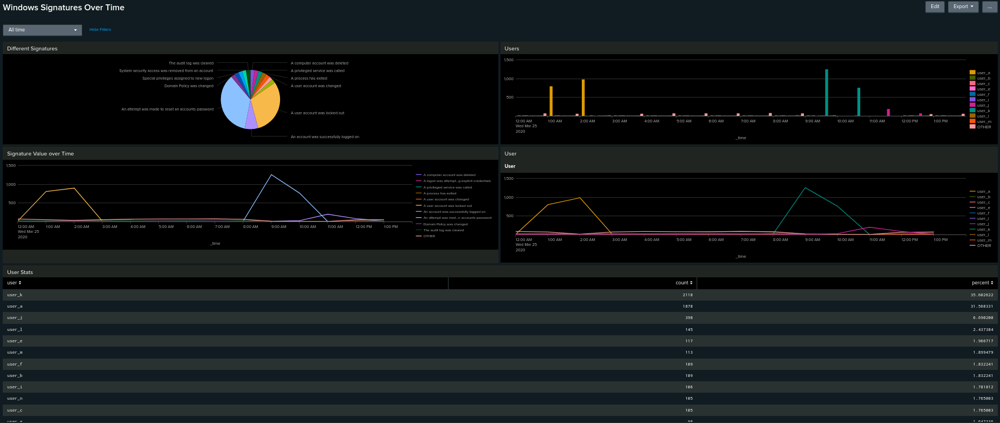 Windows Signatures Over Time
Edit
Export
...
All time
Hide Filters
Different Signatures
The audit log was cleared
System security access was removed from an account
Special privileges assigned to new logon
Domain Policy was changed
An attempt was made to reset an accounts password
A computer account was deleted
A privileged service was called
A process has exited
A user account was changed
A user account was locked out
An account was successfully logged on
Users
1,500
1,000
500
12:00 AM 1:00 AM 2:00 AM 3:00 AM 4:00 AM 5:00 AM 6:00 AM 7:00 AM 8:00 AM 9:00 AM 10:00 AM 11:00 AM 12:00 PM 1:00 PM
Wed Mar 25
2020
_time
user_a
user_b
user_c
user_e
user_f
user_i
user_j
user_k
user_l
user_m
OTHER
Signature Value over Time
1,500
1,000
500
12:00 AM 1:00 AM 2:00 AM 3:00 AM 4:00 AM 5:00 AM 6:00 AM 7:00 AM 8:00 AM 9:00 AM 10:00 AM 11:00 AM 12:00 PM 1:00 PM
Wed Mar 25
2020
_time
A computer account was deleted
A logon was attempt...g explicit credentials
A privileged service was called
A process has exited
A user account was changed
A user account was locked out
An account was successfully logged on
An attempt was mad...n accounts password
Domain Policy was changed
The audit log was cleared
OTHER
User
User
1,500
1,000
500
12:00 AM 1:00 AM 2:00 AM 3:00 AM 4:00 AM 5:00 AM 6:00 AM 7:00 AM 8:00 AM 9:00 AM 10:00 AM 11:00 AM 12:00 PM 1:00 PM
Wed Mar 25
2020
_time
user_a
user_b
user_c
user_e
user_f
user_i
user_j
user_k
user_l
user_m
OTHER
User Stats
user count percent
user_k 2118 35.602622
user_a 1878 31.568331
user_j 398 6.690200
user_l 145 2.437384
user_e 117 1.966717
user_m 113 1.899479
user_f 109 1.832241
user_b 109 1.832241
user_i 106 1.781812
user_n 105 1.765003
user_c 105 1.765003